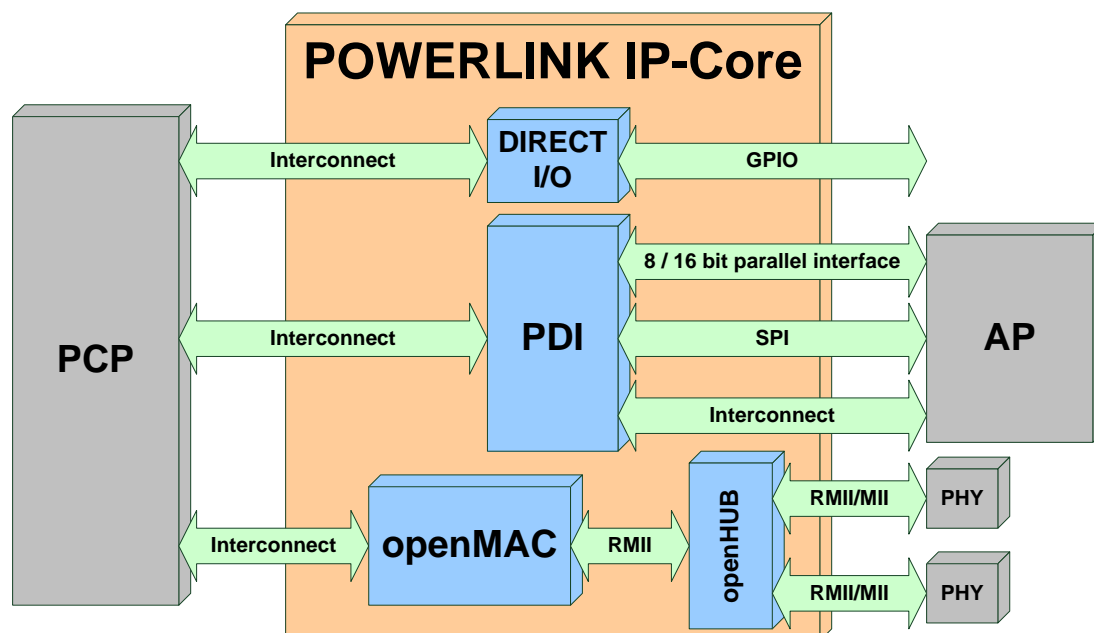 POWERLINK IP-Core
PCP
Interconnect
DIRECT
I/O
GPIO
8 / 16 bit parallel interface
Interconnect
PDI
SPI
AP
Interconnect
Interconnect
openMAC
RMII
openHUB
RMII/MII
PHY
RMII/MII
PHY